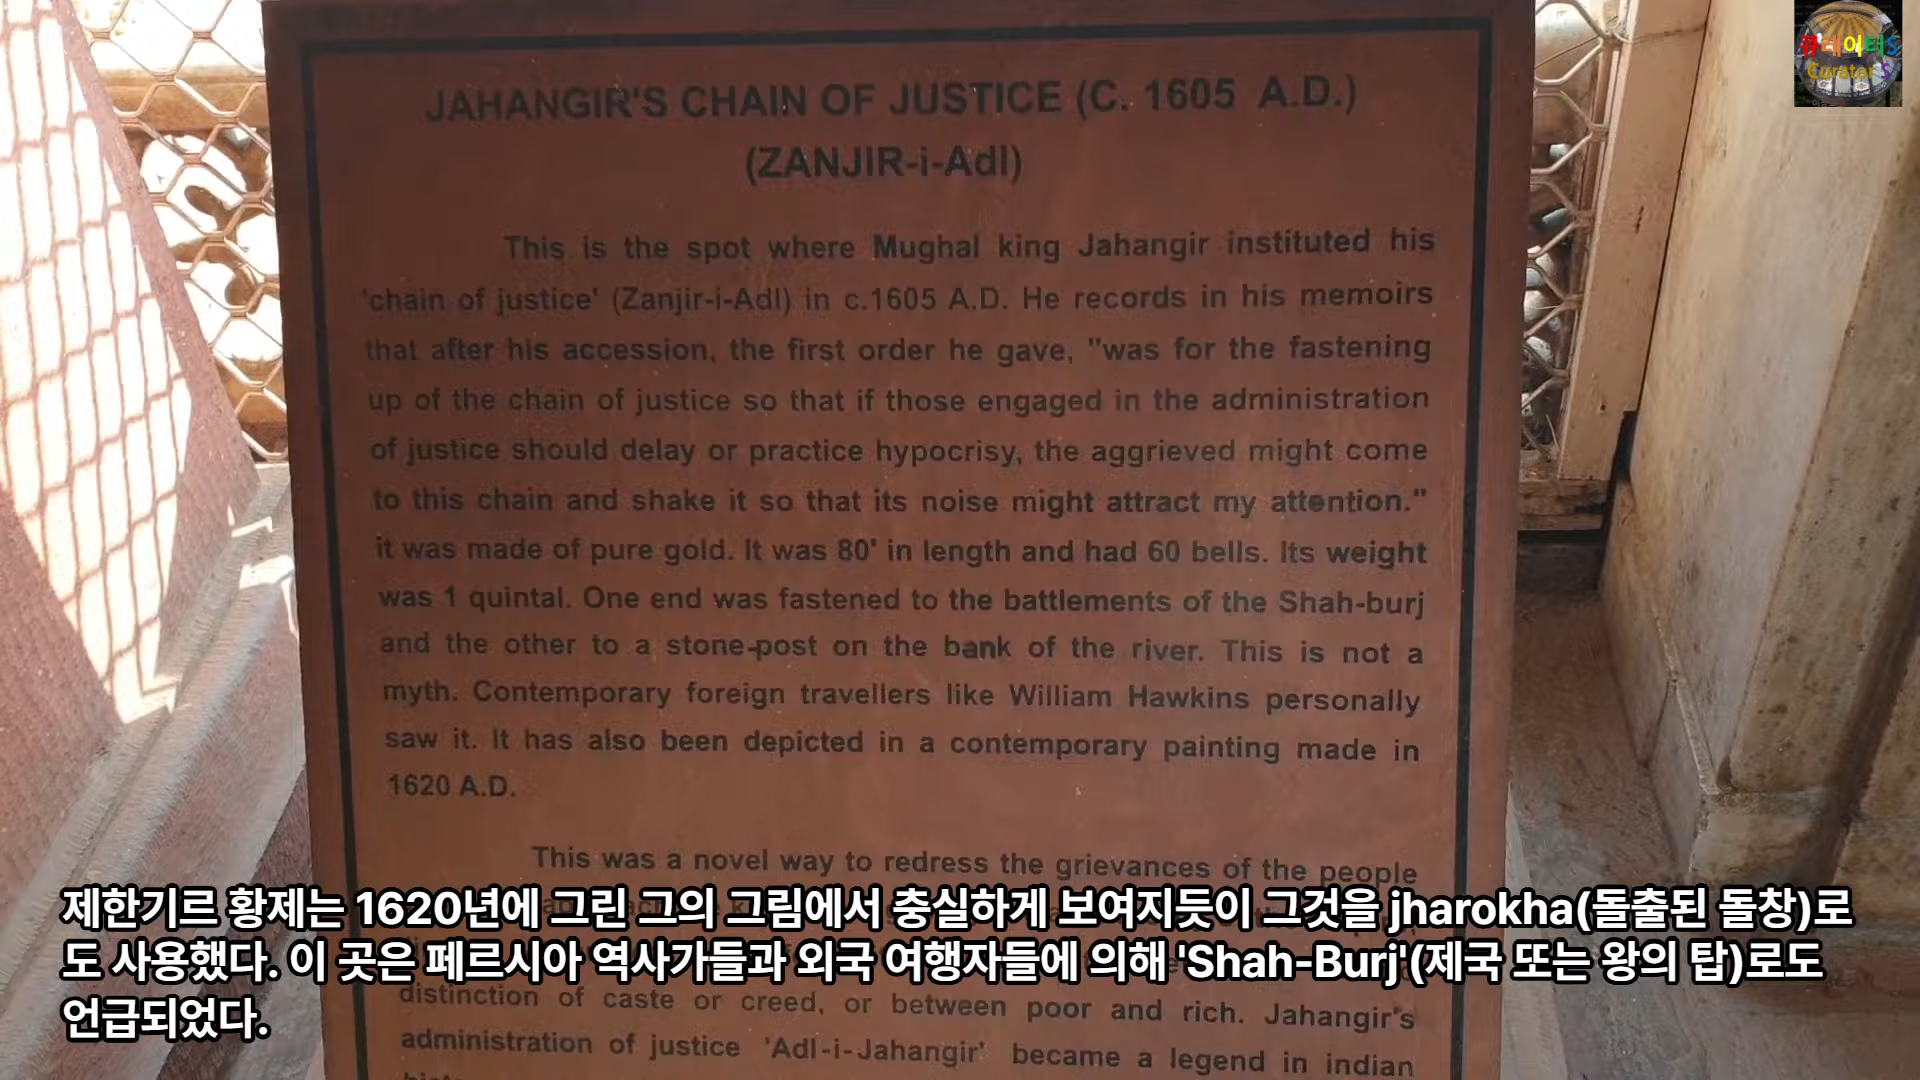 큐레이터S
Curator S
JAHANGIR'S CHAIN OF JUSTICE (C. 1605 A.D.)
(ZANJIR-i-Adl)
This is the spot where Mughal king Jahangir instituted his
'chain of justice' (Zanjir-i-Adl) in c.1605 A.D. He records in his memoirs
that after his accession, the first order he gave, "was for the fastening
up of the chain of justice so that if those engaged in the administration
of justice should delay or practice hypocrisy, the aggrieved might come
to this chain and shake it so that its noise might attract my attention."
it was made of pure gold. It was 80' in length and had 60 bells. Its weight
was 1 quintal. One end was fastened to the battlements of the Shah-burj
and the other to a stone-post on the bank of the river. This is not a
myth. Contemporary foreign travellers like William Hawkins personally
saw it. It has also been depicted in a contemporary painting made in
1620 A.D.
This was a novel way to redress the grievances of the people
제한기르 황제는 1620년에 그린 그의 그림에서 충실하게 보여지듯이 그것을 jharokha(돌출된 돌창)로
도 사용했다. 이 곳은 페르시아 역사가들과 외국 여행자들에 의해 'Shah-Burj'(제국 또는 왕의 탑)로도
언급되었다.
distinction of caste or creed, or between poor and rich. Jahangir's
administration of justice 'Adl-i-Jahangir' became a legend in indian